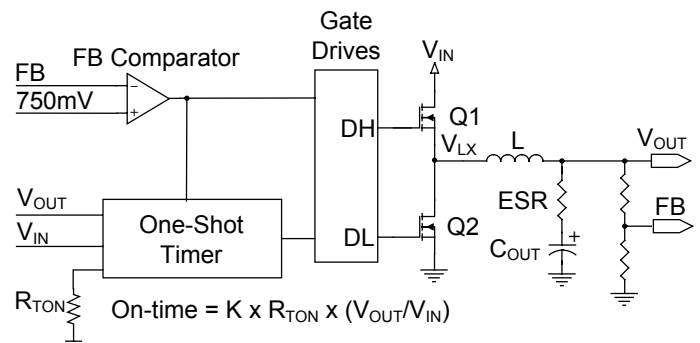 Gate
Drives
FB Comparator
V_IN
FB
−
750mV
+
DH
Q1
V_LX
L
V_OUT
V_OUT
One-Shot
Timer
V_IN
DL
Q2
ESR
FB
C_OUT
+
R_TON
On-time = K x R_TON x (V_OUT/V_IN)